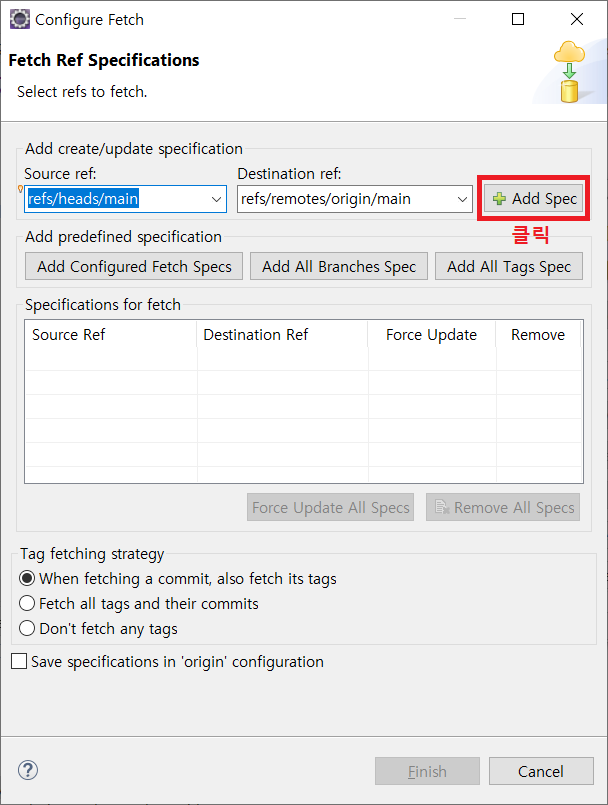 Configure Fetch
Fetch Ref Specifications
Select refs to fetch.
Add create/update specification
Source ref:
Destination ref:
refs/heads/main
refs/remotes/origin/main
Add Spec
클릭
Add predefined specification
Add Configured Fetch Specs
Add All Branches Spec
Add All Tags Spec
Specifications for fetch
Source Ref
Destination Ref
Force Update
Remove
Force Update All Specs
Remove All Specs
Tag fetching strategy
When fetching a commit, also fetch its tags
Fetch all tags and their commits
Don't fetch any tags
Save specifications in 'origin' configuration
?
Finish
Cancel